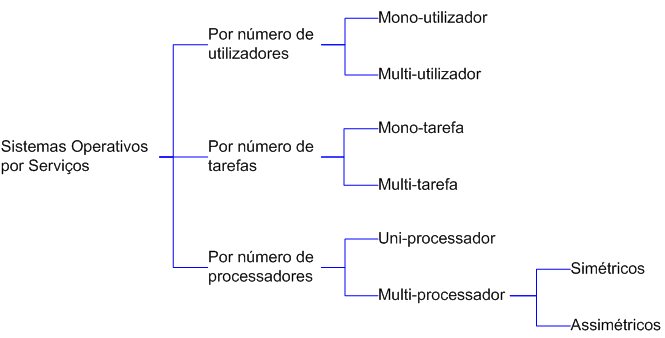 Sistemas Operativos
por Serviços
Por número de
utilizadores
Mono-utilizador
Multi-utilizador
Por número de
tarefas
Mono-tarefa
Multi-tarefa
Por número de
processadores
Uni-processador
Multi-processador
Simétricos
Assimétricos